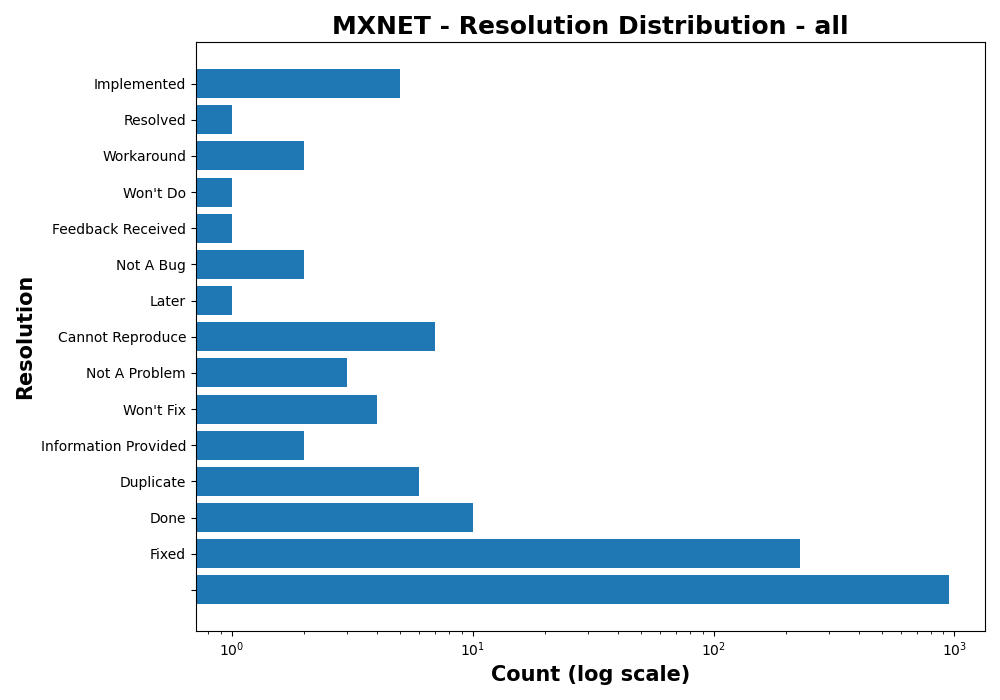 MXNET - Resolution Distribution - all
Resolution
Implemented
Resolved
Workaround
Won't Do
Feedback Received
Not A Bug
Later
Cannot Reproduce
Not A Problem
Won't Fix
Information Provided
Duplicate
Done
Fixed
10⁰ 10¹ 10² 10³
Count (log scale)